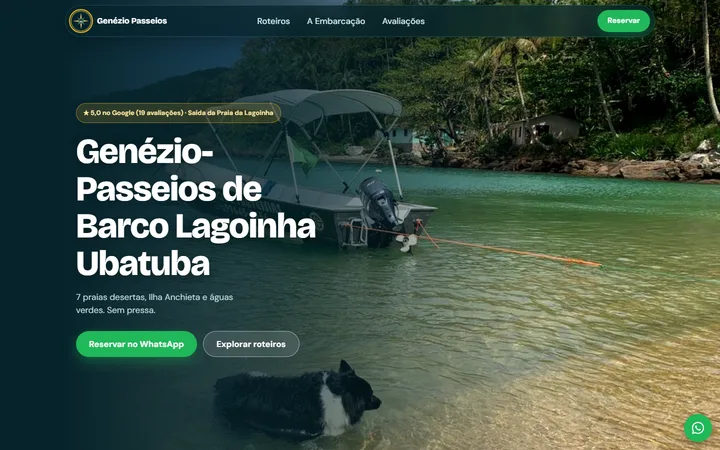 Genézio Passeios
Roteiros
A Embarcação
Avaliações
Reservar
★ 5,0 no Google (19 avaliações) · Saída da Praia da Lagoinha
Genézio-
Passeios de
Barco Lagoinha
Ubatuba
7 praias desertas, Ilha Anchieta e águas
verdes. Sem pressa.
Reservar no WhatsApp
Explorar roteiros